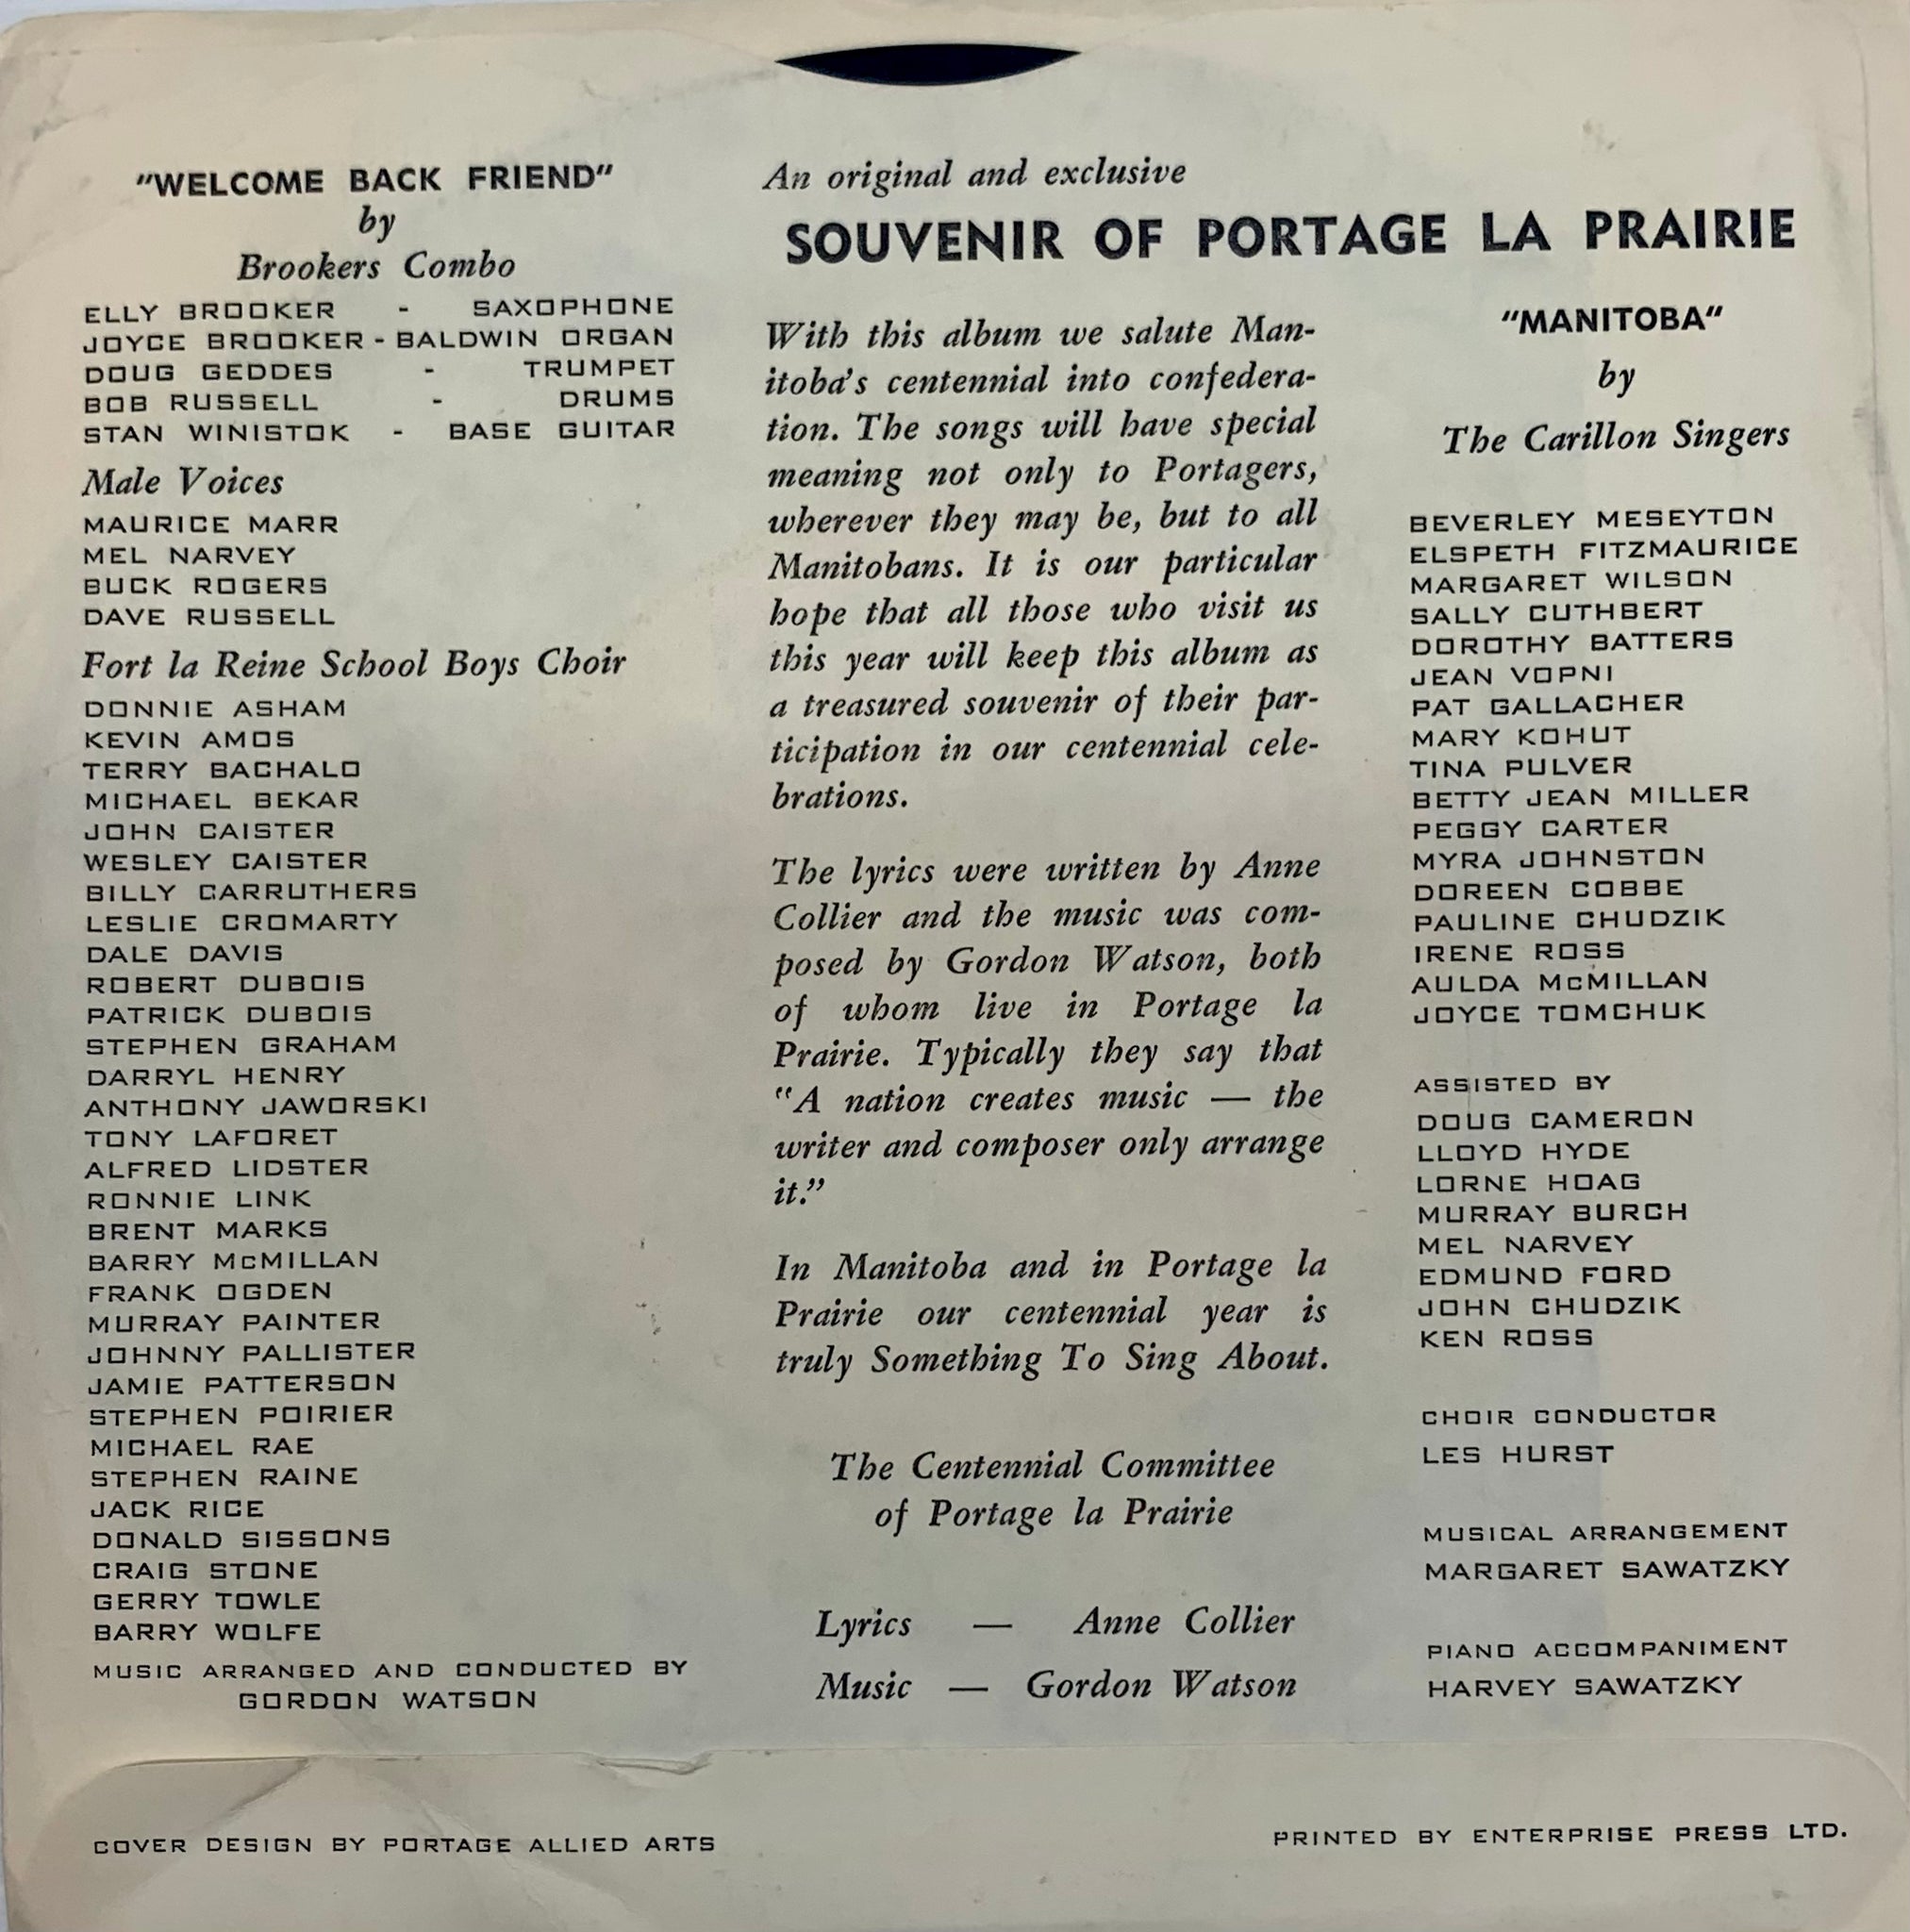 "WELCOME BACK FRIEND"
by
Brookers Combo
ELLY BROOKER - SAXOPHONE
JOYCE BROOKER - BALDWIN ORGAN
DOUG GEDDES - TRUMPET
BOB RUSSELL - DRUMS
STAN WINISTOK - BASE GUITAR
Male Voices
MAURICE MARR
MEL NARVEY
BUCK ROGERS
DAVE RUSSELL
Fort la Reine School Boys Choir
DONNIE ASHAM
KEVIN AMOS
TERRY BACHALO
MICHAEL BEKAR
JOHN CAISTER
WESLEY CAISTER
BILLY CARRUTHERS
LESLIE CROMARTY
DALE DAVIS
ROBERT DUBOIS
PATRICK DUBOIS
STEPHEN GRAHAM
DARRYL HENRY
ANTHONY JAWORSKI
TONY LAFORET
ALFRED LIDSTER
RONNIE LINK
BRENT MARKS
BARRY McMILLAN
FRANK OGDEN
MURRAY PAINTER
JOHNNY PALLISTER
JAMIE PATTERSON
STEPHEN POIRIER
MICHAEL RAE
STEPHEN RAINE
JACK RICE
DONALD SISSONS
CRAIG STONE
GERRY TOWLE
BARRY WOLFE
MUSIC ARRANGED AND CONDUCTED BY
GORDON WATSON
An original and exclusive
SOUVENIR OF PORTAGE LA PRAIRIE
With this album we salute Man-
itoba's centennial into confedera-
tion. The songs will have special
meaning not only to Portagers,
wherever they may be, but to all
Manitobans. It is our particular
hope that all those who visit us
this year will keep this album as
a treasured souvenir of their par-
ticipation in our centennial cele-
brations.
The lyrics were written by Anne
Collier and the music was com-
posed by Gordon Watson, both
of whom live in Portage la
Prairie. Typically they say that
"A nation creates music — the
writer and composer only arrange
it."
In Manitoba and in Portage la
Prairie our centennial year is
truly Something To Sing About.
The Centennial Committee
of Portage la Prairie
Lyrics — Anne Collier
Music — Gordon Watson
"MANITOBA"
by
The Carillon Singers
BEVERLEY MESEYTON
ELSPETH FITZMAURICE
MARGARET WILSON
SALLY CUTHBERT
DOROTHY BATTERS
JEAN VOPNI
PAT GALLACHER
MARY KOHUT
TINA PULVER
BETTY JEAN MILLER
PEGGY CARTER
MYRA JOHNSTON
DOREEN COBBE
PAULINE CHUDZIK
IRENE ROSS
AULDA McMILLAN
JOYCE TOMCHUK
ASSISTED BY
DOUG CAMERON
LLOYD HYDE
LORNE HOAG
MURRAY BURCH
MEL NARVEY
EDMUND FORD
JOHN CHUDZIK
KEN ROSS
CHOIR CONDUCTOR
LES HURST
MUSICAL ARRANGEMENT
MARGARET SAWATZKY
PIANO ACCOMPANIMENT
HARVEY SAWATZKY
COVER DESIGN BY PORTAGE ALLIED ARTS
PRINTED BY ENTERPRISE PRESS LTD.